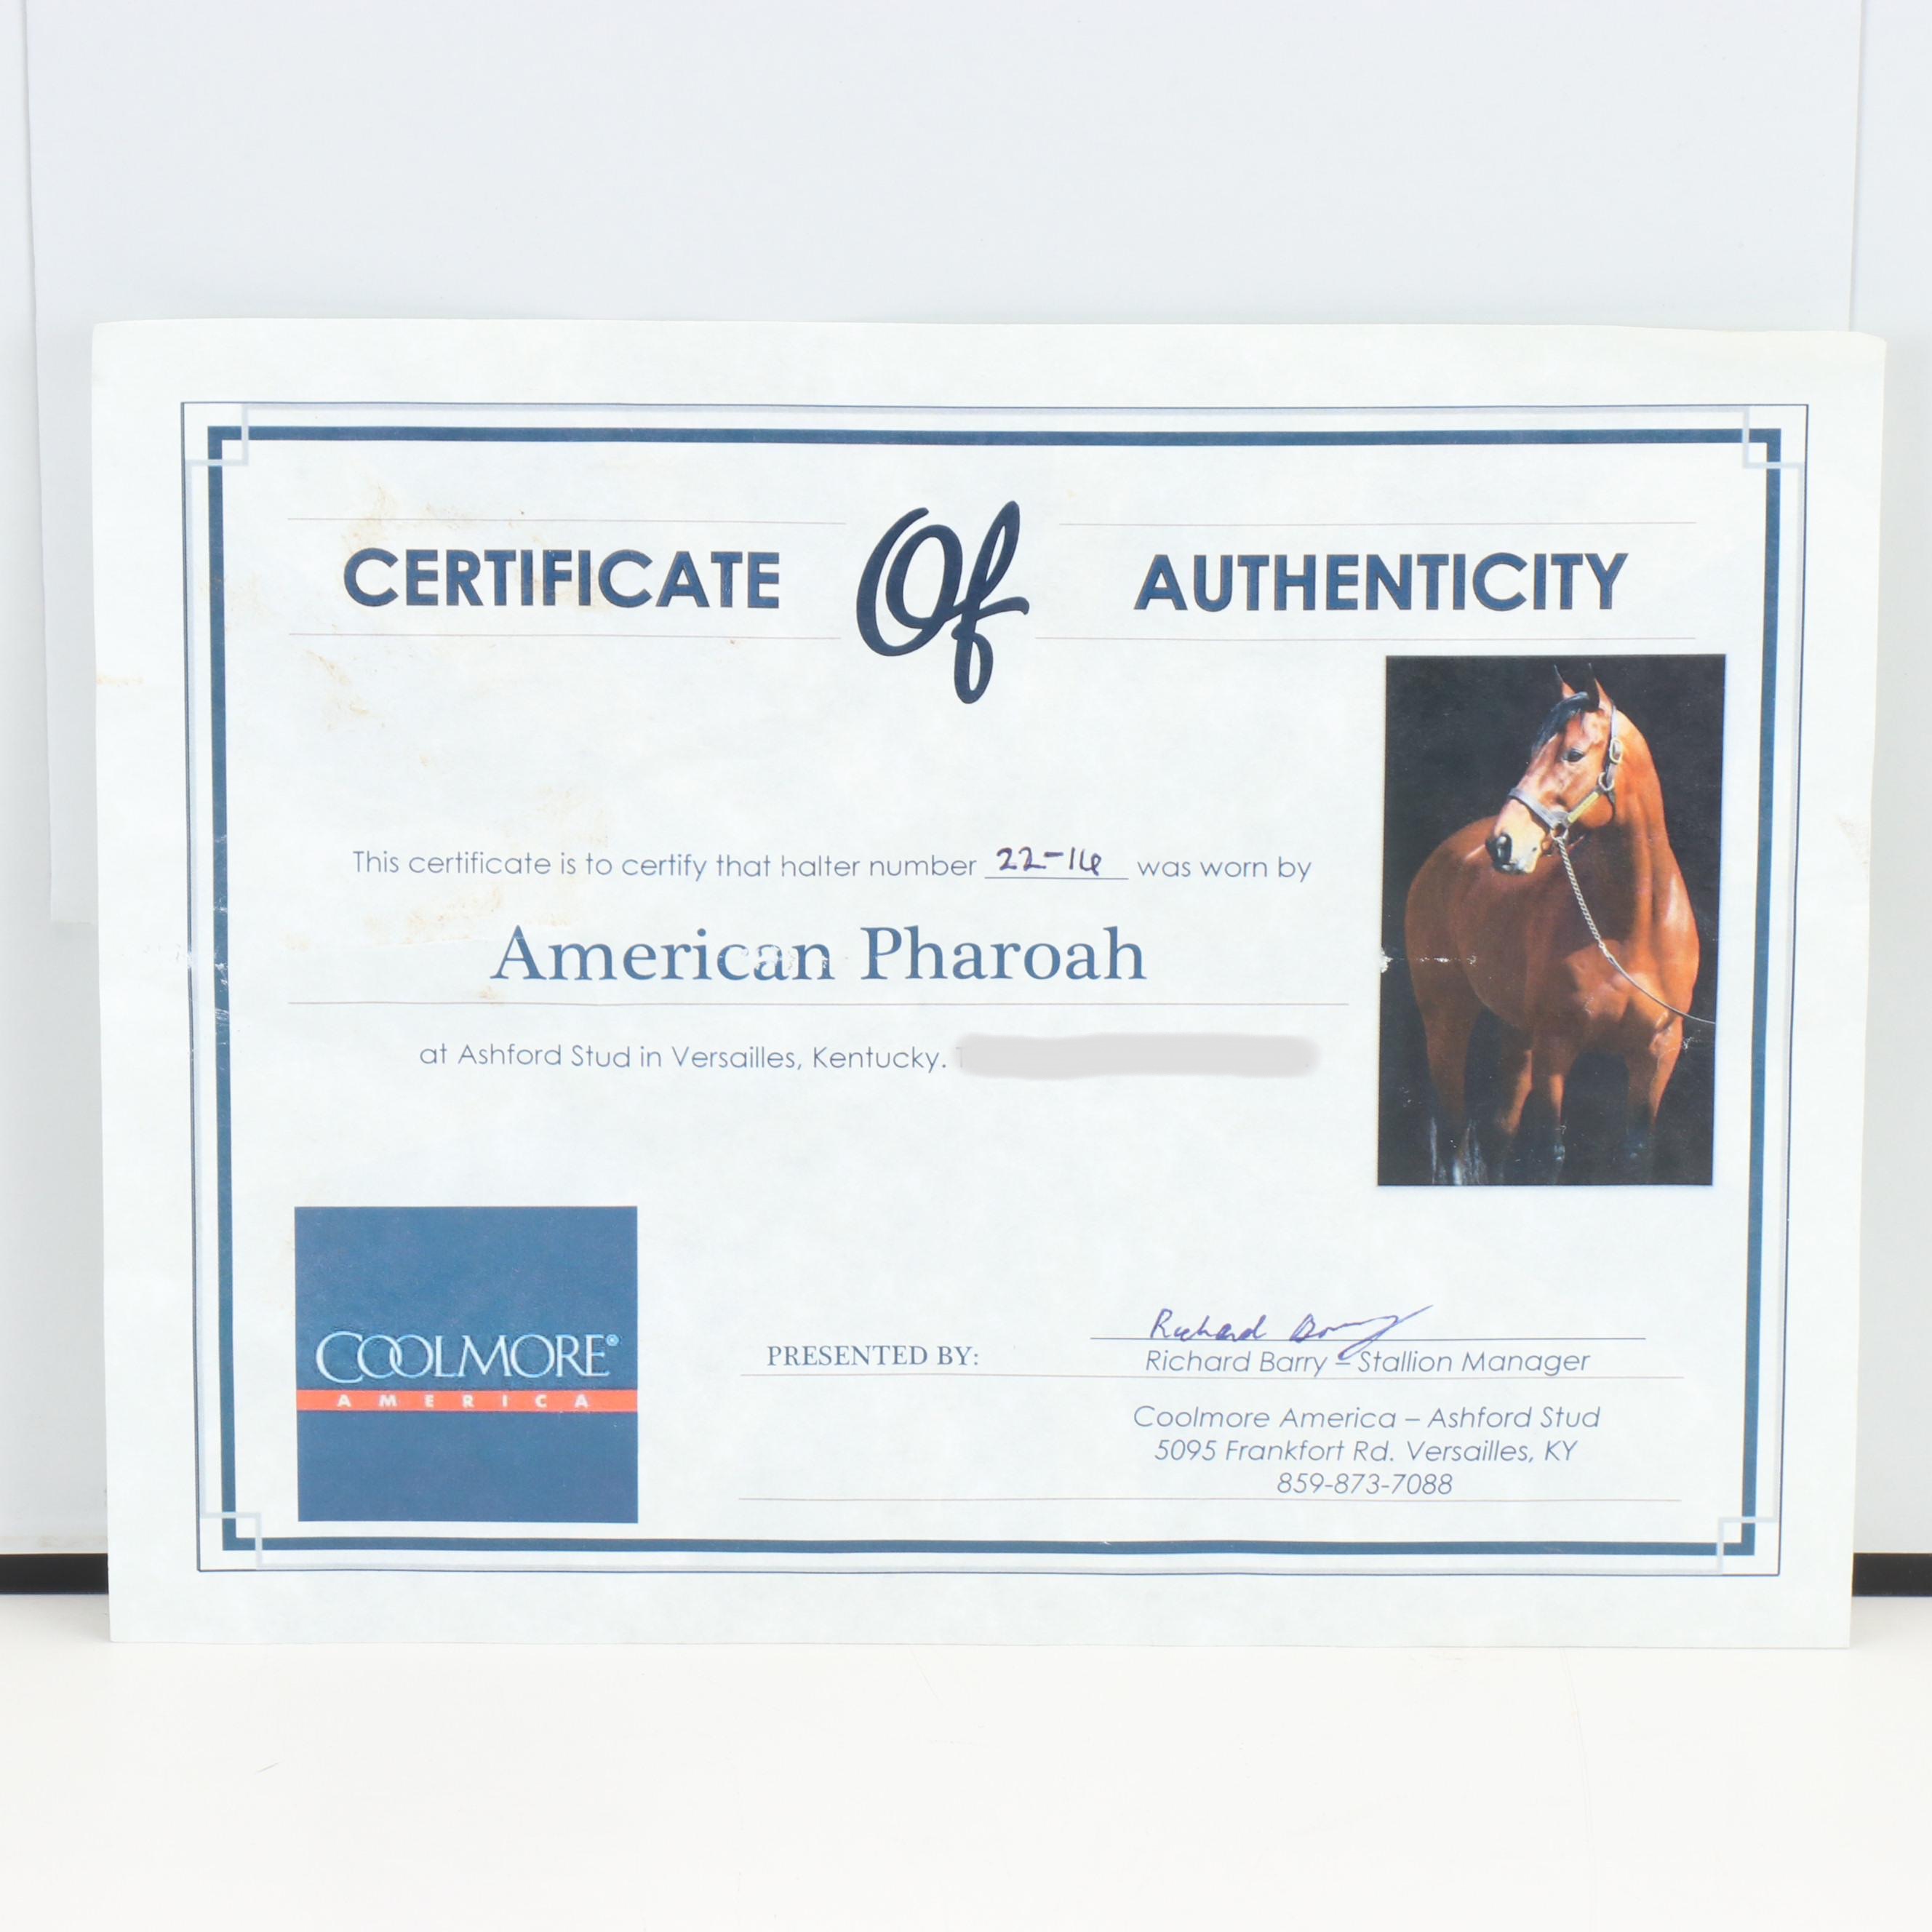 CERTIFICATE Of AUTHENTICITY
This certificate is to certify that halter number 22-14 was worn by
American Pharoah
at Ashford Stud in Versailles, Kentucky.
COOLMORE®
AMERICA
PRESENTED BY:
Richard Barry
Richard Barry – Stallion Manager
Coolmore America – Ashford Stud
5095 Frankfort Rd. Versailles, KY
859-873-7088